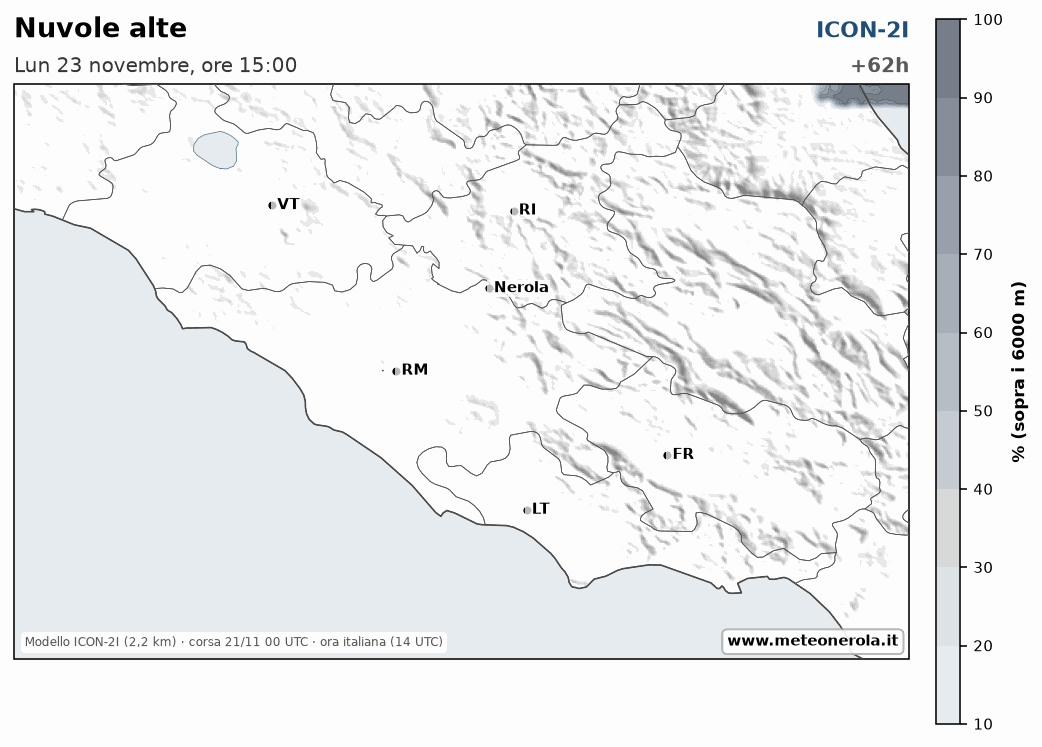 Nuvole alte
ICON-2I
Lun 23 novembre, ore 15:00
+62h
100
90
80
70
60
50
40
30
20
10
% (sopra i 6000 m)
VT
RI
Nerola
RM
FR
LT
Modello ICON-2I (2,2 km) · corsa 21/11 00 UTC · ora italiana (14 UTC)
www.meteonerola.it